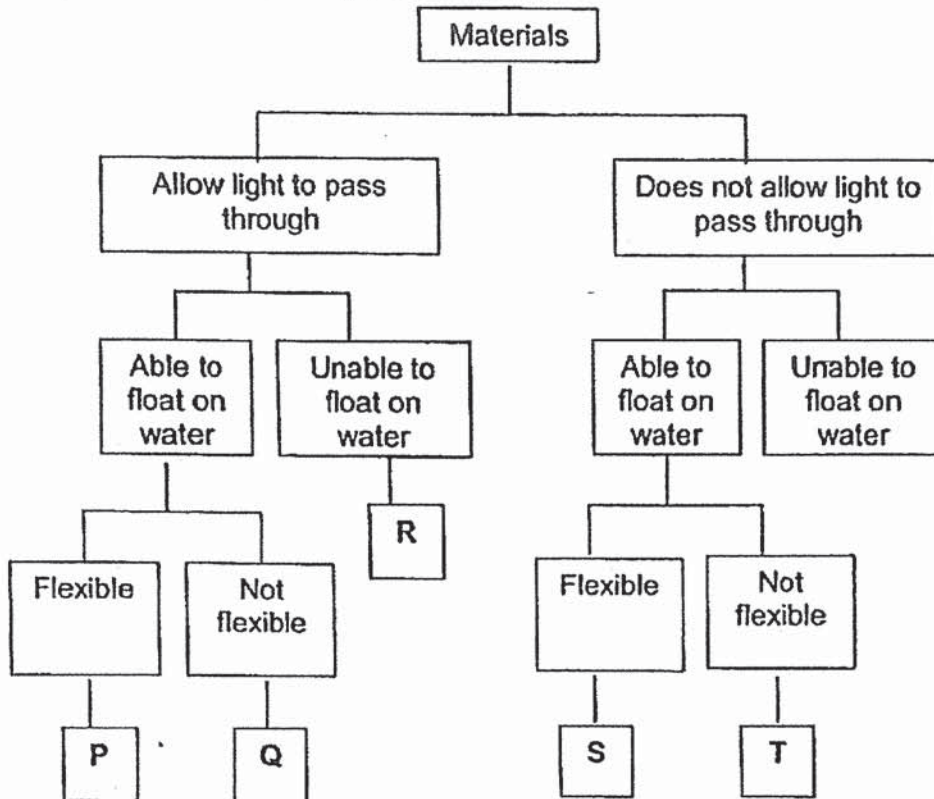 Materials
Allow light to pass
through
Does not allow light to
pass through
Able to
float on
water
Unable to
float on
water
Able to
float on
water
Unable to
float on
water
R
Flexible
Not
flexible
Flexible
Not
flexible
P
Q
S
T